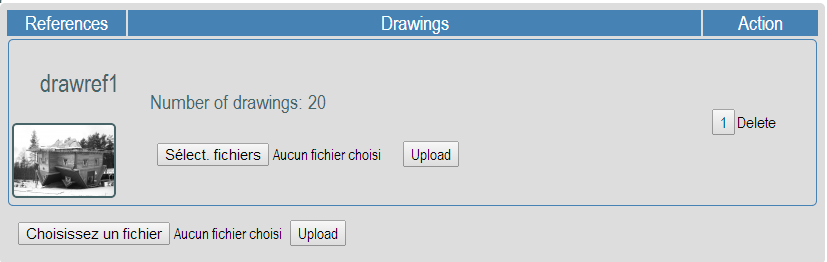 References Drawings Action
drawref1
Number of drawings: 20
1 Delete
Sélect. fichiers Aucun fichier choisi Upload
Choisissez un fichier Aucun fichier choisi Upload